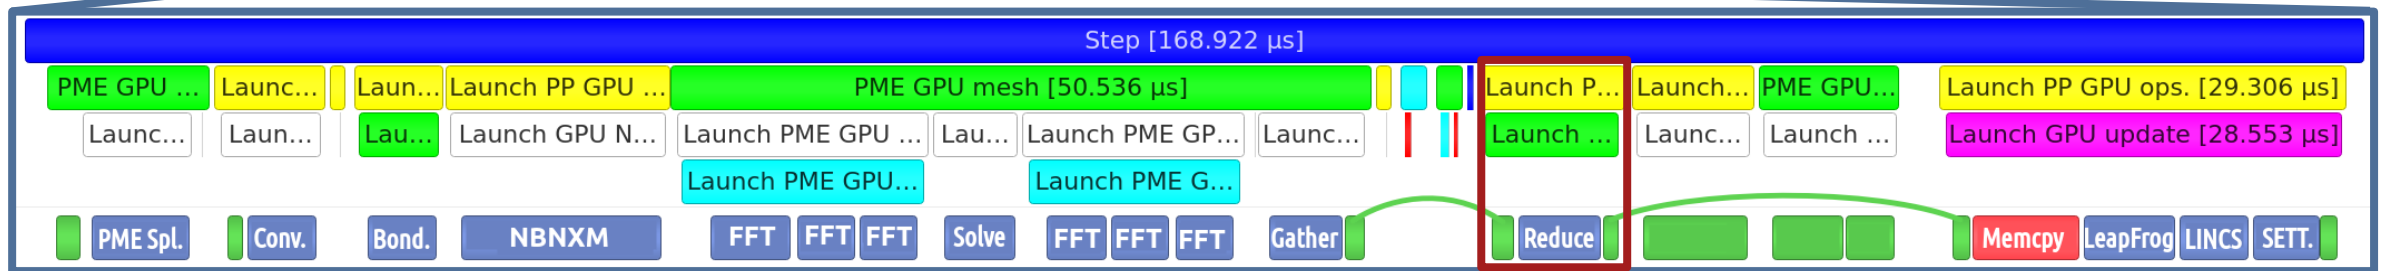 Step [168.922 μs]
PME GPU ... Launc... Laun... Launch PP GPU ... PME GPU mesh [50.536 μs] Launch P... Launch... PME GPU... Launch PP GPU ops. [29.306 μs]
Launc... Laun... Lau... Launch GPU N... Launch PME GPU ... Lau... Launch PME GP... Launc... Launch ... Launc... Launch ... Launch GPU update [28.553 μs]
Launch PME GPU... Launch PME G...
PME Spl. Conv. Bond. NBNXM FFT FFT FFT Solve FFT FFT FFT Gather Reduce Memcpy LeapFrog LINCS SETT.